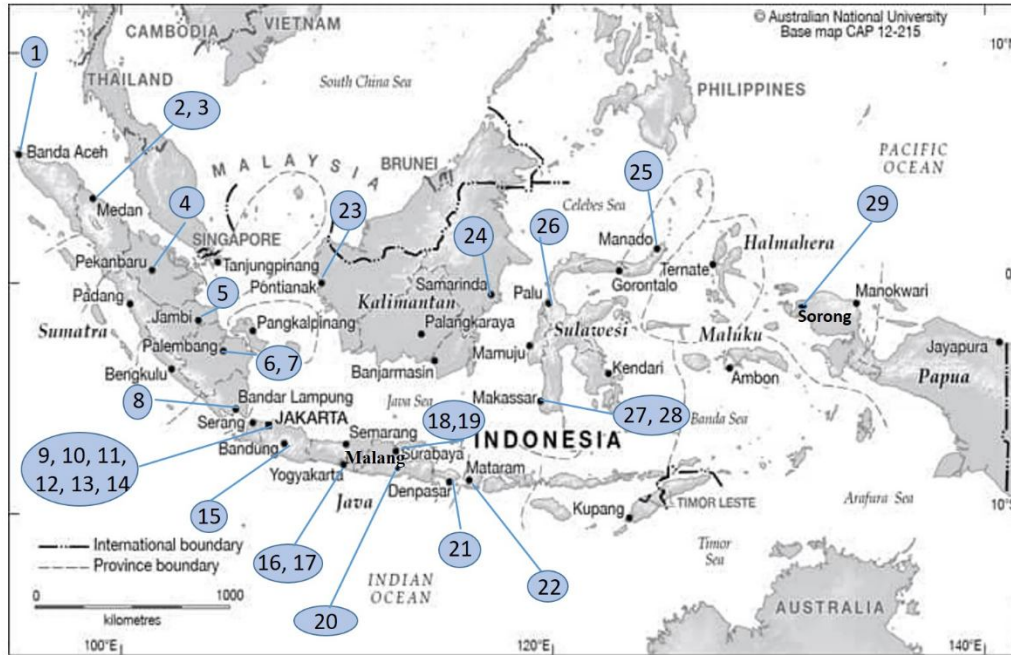 © Australian National University
Base map CAP 12-215
CAMBODIA
VIETNAM
10°N
1
THAILAND
South China Sea
PHILIPPINES
2, 3
Banda Aceh
MALAYSIA
BRUNEI
PACIFIC
OCEAN
4
23
25
29
Medan
Celebes Sea
24
26
Manado
Halmahera
SINGAPORE
Pekanbaru
Tanjungpinang
Samarinda
Ternate
0
Padang
5
Pontianak
Kalimantan
Palu
Gorontalo
Manokwari
Sorong
Sumatra
Jambi
Pangkalpinang
Palangkaraya
Sulawesi
Maluku
Palembang
6, 7
Mamuju
Jayapura
Bengkulu
Banjarmasin
Kendari
Ambon
Papua
8
Bandar Lampung
Java Sea
Makassar
27, 28
Banda Sea
Serang
JAKARTA
18,19
9, 10, 11,
12, 13, 14
Bandung
Semarang
Malang
Surabaya
INDONESIA
Yogyakarta
Mataram
Java
Denpasar
Kupang
TIMOR LESTE
Arafura Sea
10°S
15
21
International boundary
Province boundary
16, 17
22
Timor
Sea
INDIAN
OCEAN
0
1000
kilometres
20
AUSTRALIA
100°E
120°E
140°E